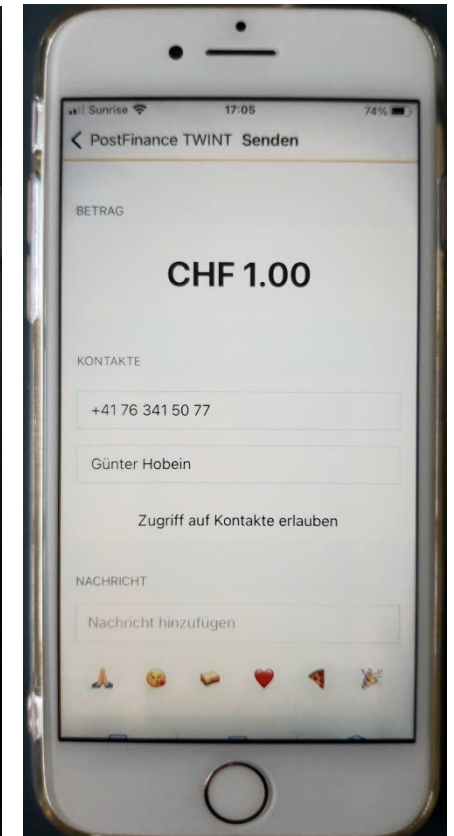 Sunrise 17:05 74%
PostFinance TWINT Senden
BETRAG
CHF 1.00
KONTAKTE
+41 76 341 50 77
Günter Hobein
Zugriff auf Kontakte erlauben
NACHRICHT
Nachricht hinzufügen